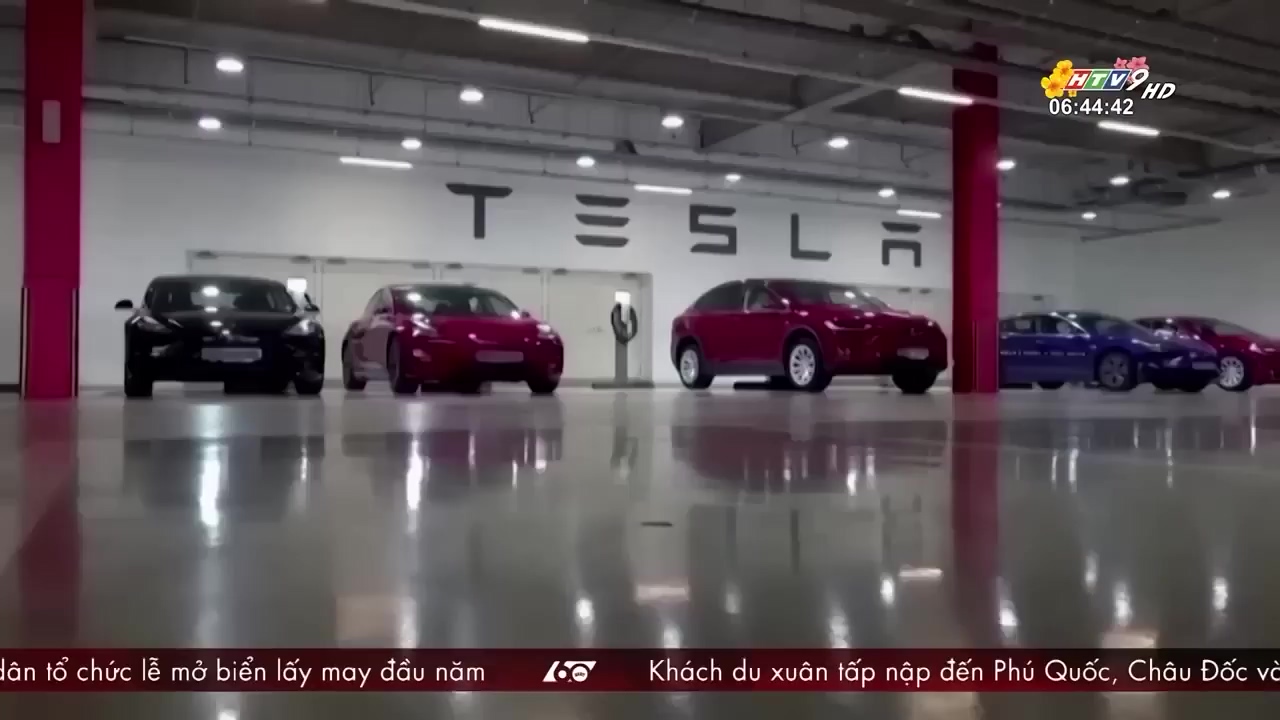 HTV9 HD
06:44:42
TESLA
dân tổ chức lễ mở biển lấy may đầu năm
60 Khách du xuân tấp nập đến Phú Quốc, Châu Đốc và